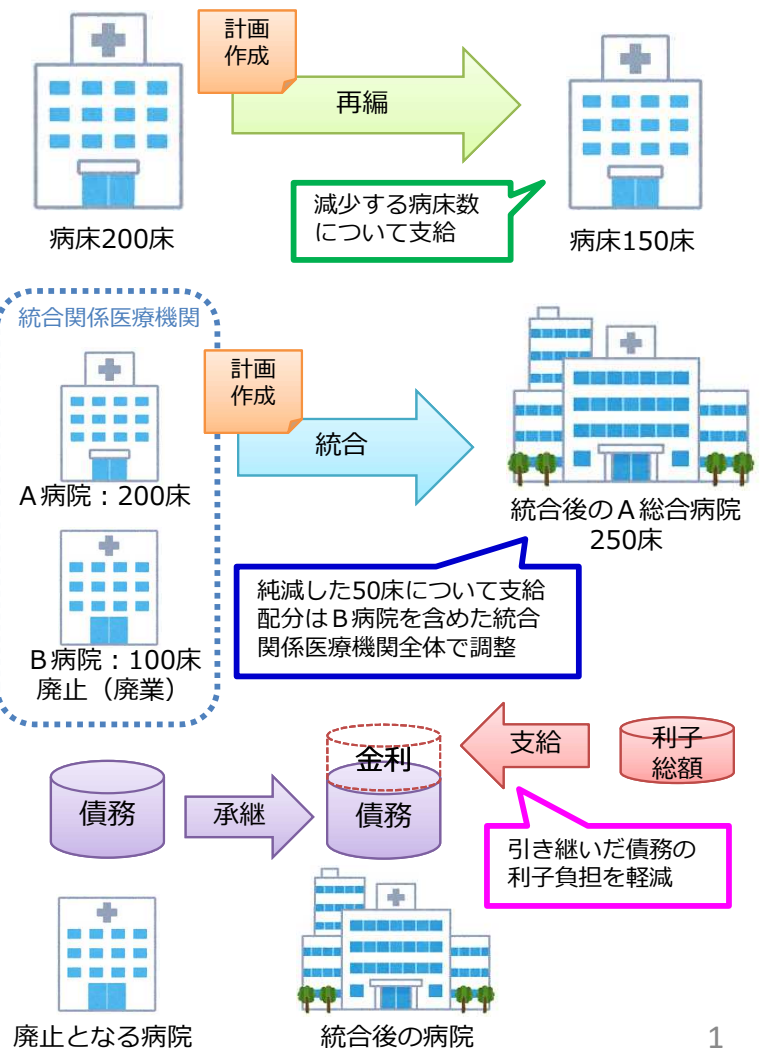 計画
作成
再編
減少する病床数
について支給
病床200床
病床150床
統合関係医療機関
計画
作成
統合
A病院：200床
統合後のA総合病院
250床
純減した50床について支給
配分はB病院を含めた統合
関係医療機関全体で調整
B病院：100床
廃止（廃業）
債務
承継
金利
債務
支給
利子
総額
引き継いだ債務の
利子負担を軽減
廃止となる病院
統合後の病院
1